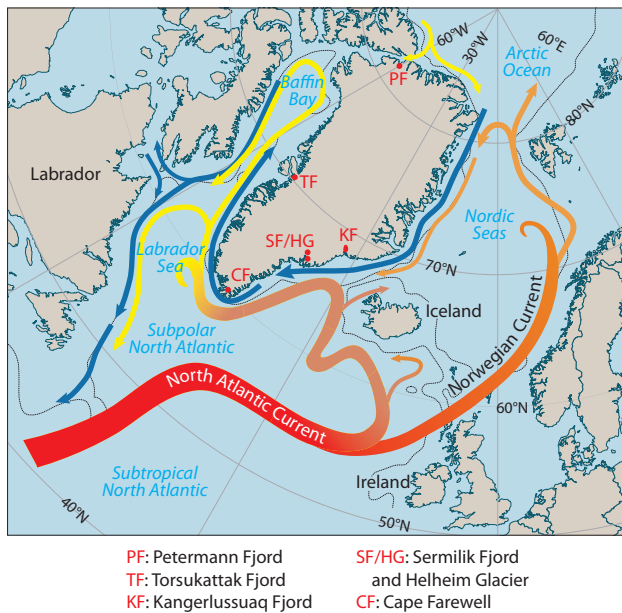 60°W
30°W
Arctic
Ocean
60°E
Baffin
Bay
PF
80°N
Labrador
TF
Nordic
Seas
SF/HG
KF
Labrador
Sea
CF
70°N
Iceland
Subpolar
North Atlantic
Norwegian Current
North Atlantic Current
60°N
Subtropical
North Atlantic
Ireland
40°N
50°N
PF: Petermann Fjord
TF: Torsukattak Fjord
KF: Kangerlussuaq Fjord
SF/HG: Sermilik Fjord
and Helheim Glacier
CF: Cape Farewell